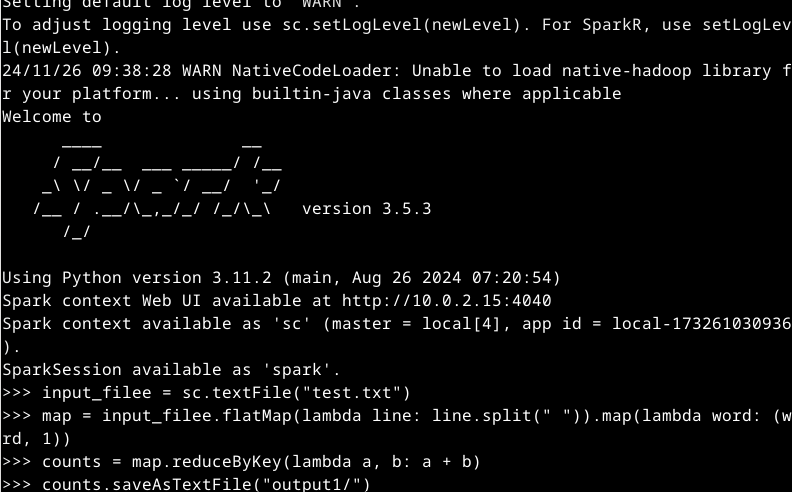 Setting default log level to "WARN".
To adjust logging level use sc.setLogLevel(newLevel). For SparkR, use setLogLev
l(newLevel).
24/11/26 09:38:28 WARN NativeCodeLoader: Unable to load native-hadoop library f
r your platform... using builtin-java classes where applicable
Welcome to
      ____              __
     / __/__  ___ _____/ /__
    _\ \/ _ \/ _ `/ __/  '_/
   /__ / .__/\_,_/_/ /_/\_\   version 3.5.3
      /_/
Using Python version 3.11.2 (main, Aug 26 2024 07:20:54)
Spark context Web UI available at http://10.0.2.15:4040
Spark context available as 'sc' (master = local[4], app id = local-173261030936
).
SparkSession available as 'spark'.
>>> input_filee = sc.textFile("test.txt")
>>> map = input_filee.flatMap(lambda line: line.split(" ")).map(lambda word: (w
rd, 1))
>>> counts = map.reduceByKey(lambda a, b: a + b)
>>> counts.saveAsTextFile("output1/")